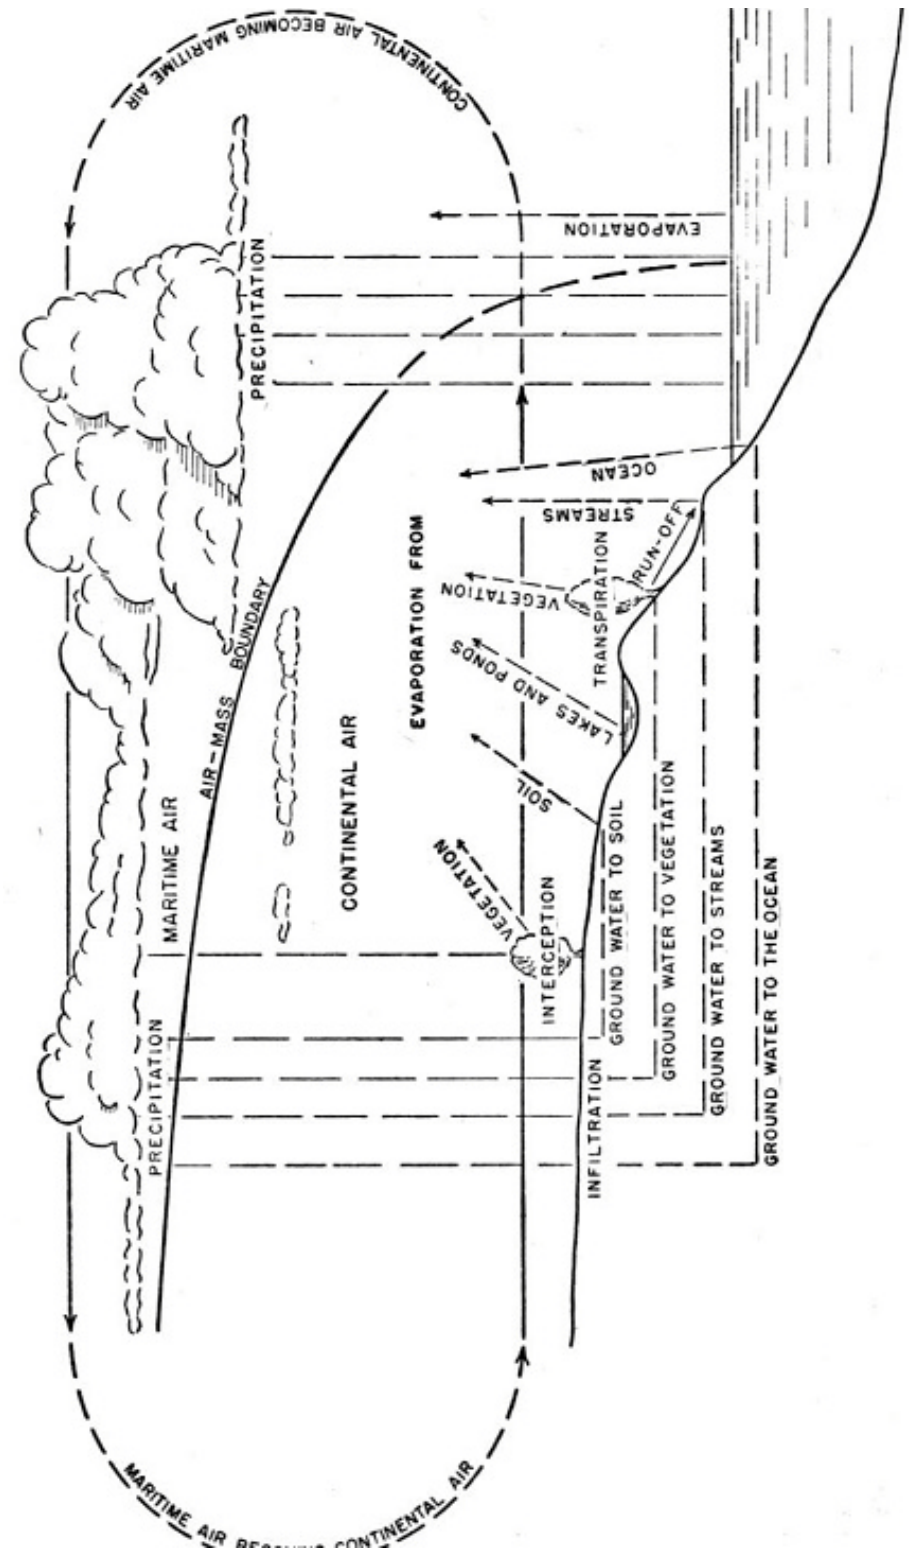 CONTINENTAL AIR BECOMING MARITIME AIR
PRECIPITATION
EVAPORATION
OCEAN
STREAMS
RUN-OFF
TRANSPIRATION
VEGETATION
EVAPORATION FROM
LAKES AND PONDS
SOIL
VEGETATION
INTERCEPTION
AIR-MASS BOUNDARY
CONTINENTAL AIR
MARITIME AIR
PRECIPITATION
INFILTRATION
GROUND WATER TO SOIL
GROUND WATER TO VEGETATION
GROUND WATER TO STREAMS
GROUND WATER TO THE OCEAN
MARITIME AIR BECOMING CONTINENTAL AIR